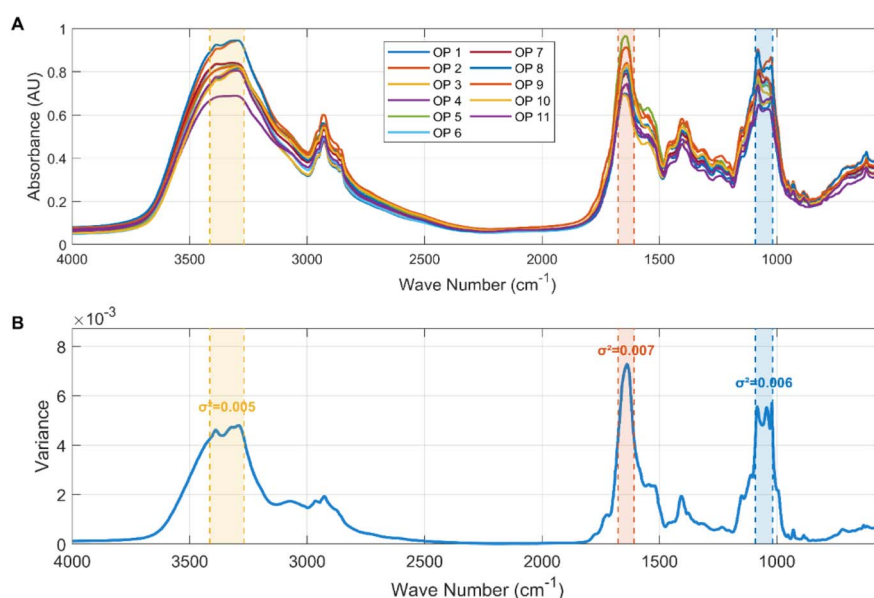 A
Absorbance (AU)
1
0.8
0.6
0.4
0.2
0
OP 1
OP 2
OP 3
OP 4
OP 5
OP 6
OP 7
OP 8
OP 9
OP 10
OP 11
4000 3500 3000 2500 2000 1500 1000
Wave Number (cm⁻¹)
B
×10⁻³
Variance
8
6
4
2
0
σ²=0.005
σ²=0.007
σ²=0.006
4000 3500 3000 2500 2000 1500 1000
Wave Number (cm⁻¹)